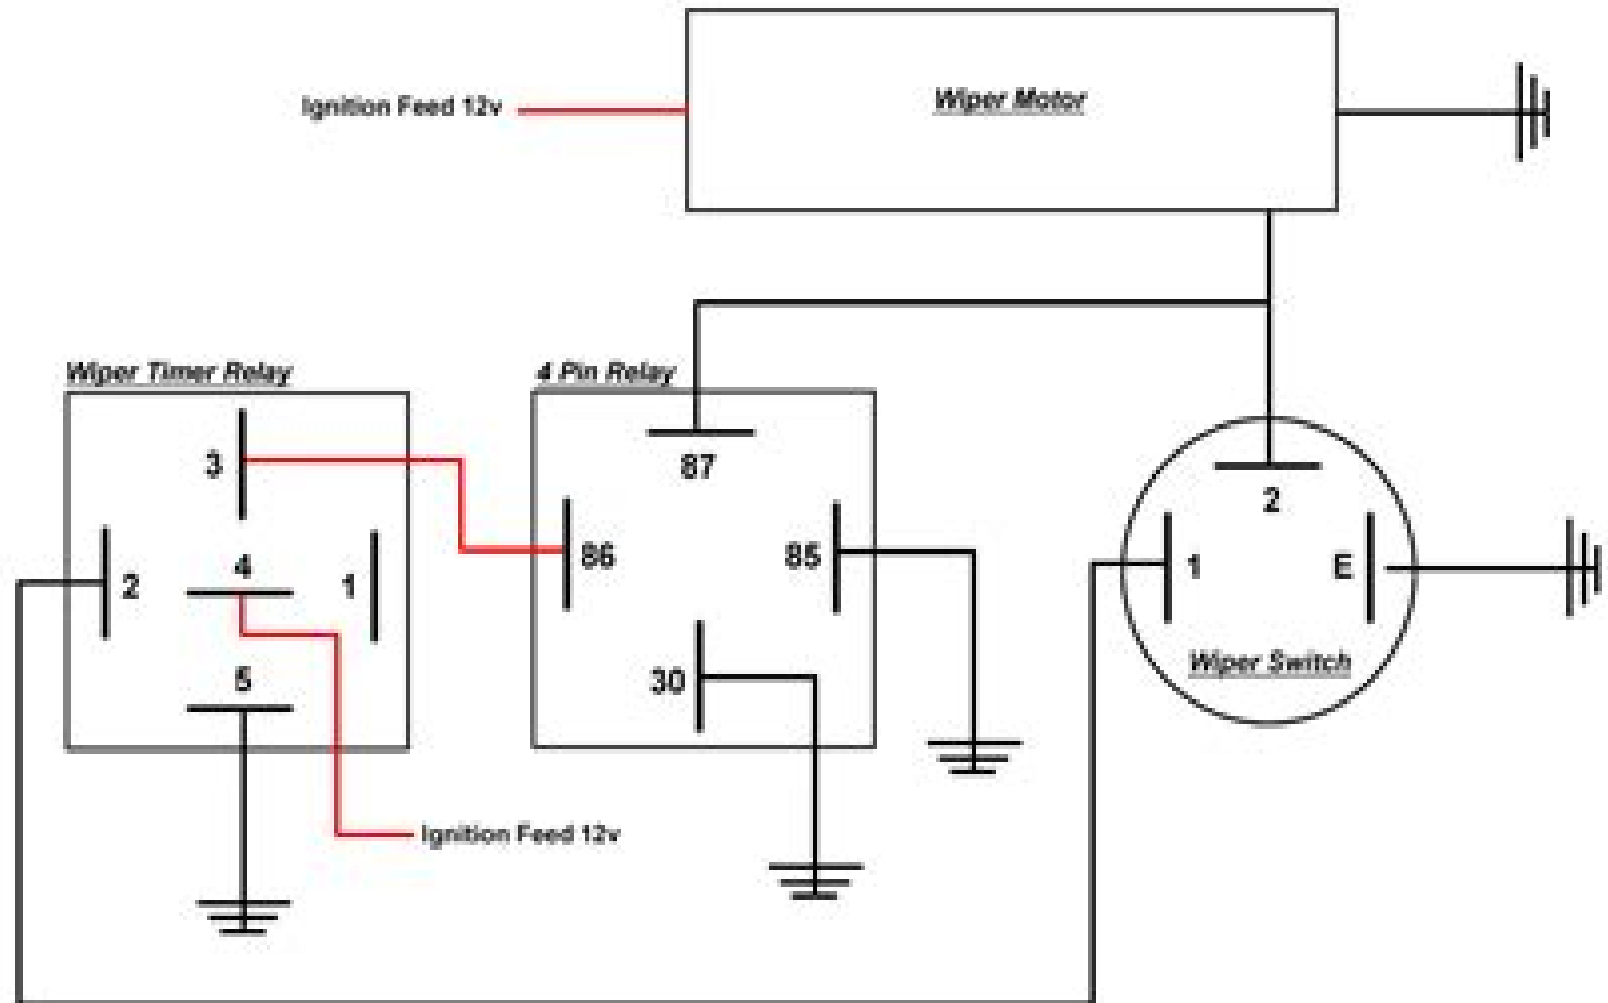 Wiper Motor
Ignition Feed 12v
Wiper Timer Relay
4 Pin Relay
3
87
2
86
85
1
E
4
2
1
30
Wiper Switch
5
Ignition Feed 12v